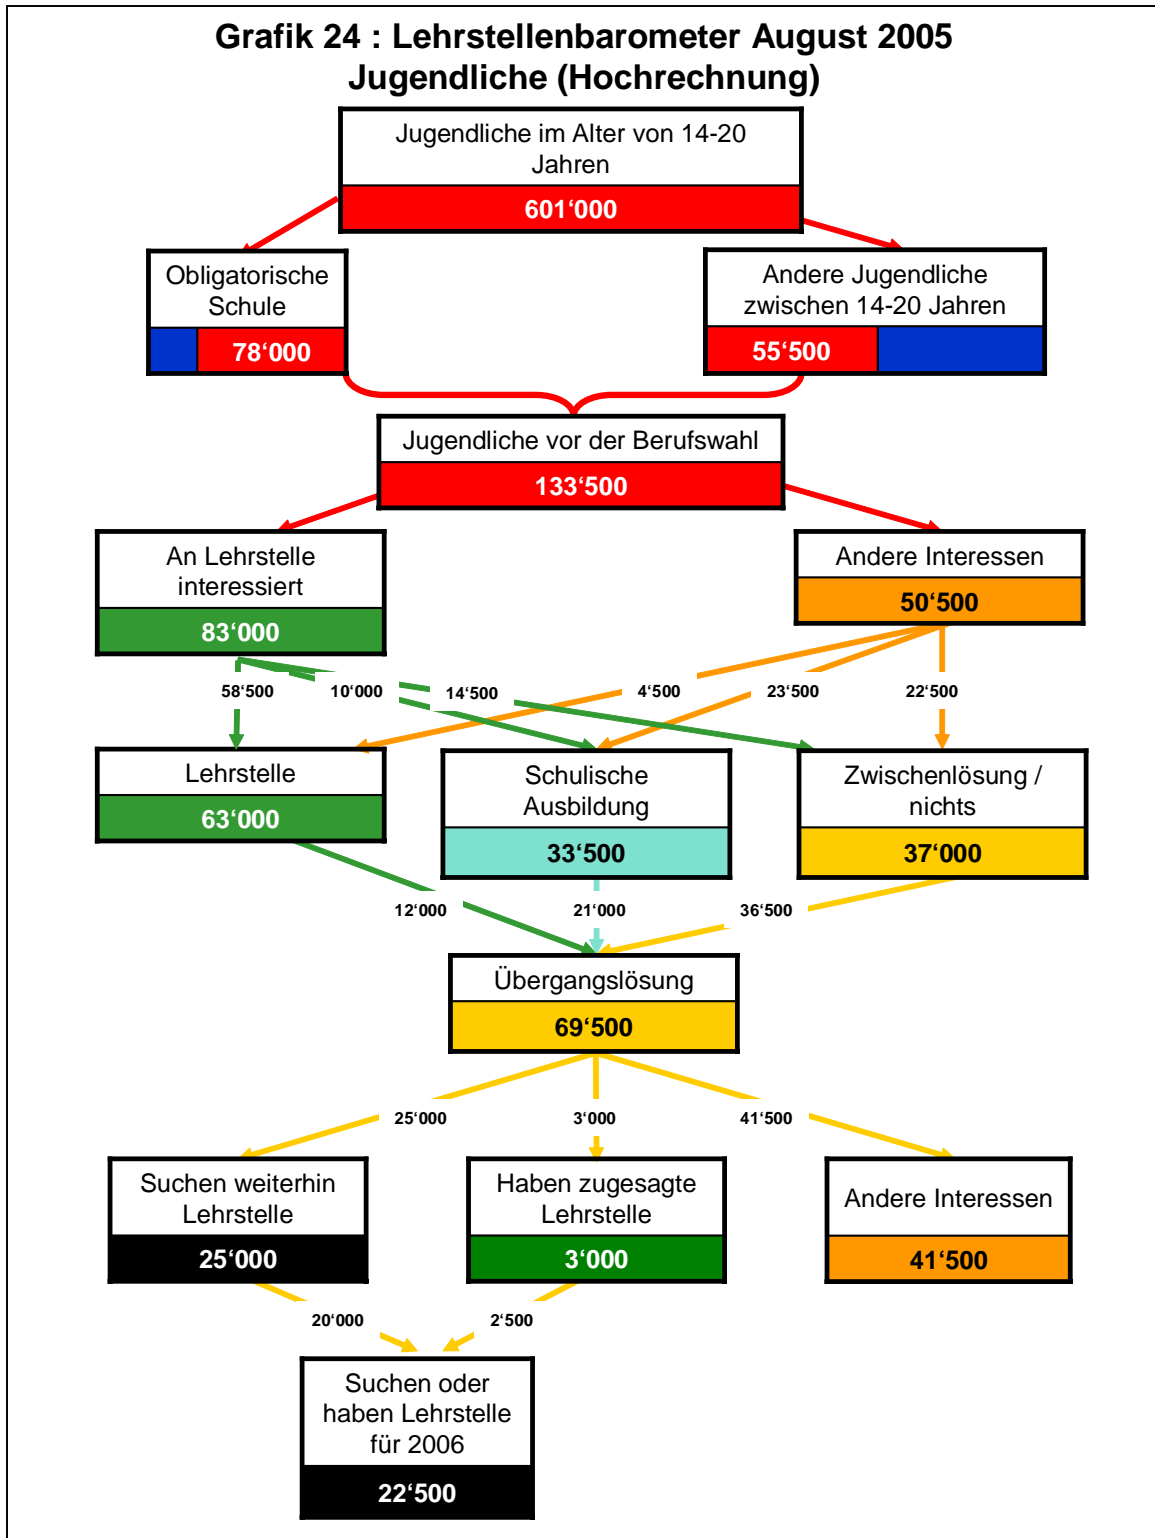 Grafik 24 : Lehrstellenbarometer August 2005
Jugendliche (Hochrechnung)
Jugendliche im Alter von 14-20
Jahren
601‘000
Obligatorische
Schule
78‘000
Andere Jugendliche
zwischen 14-20 Jahren
55‘500
Jugendliche vor der Berufswahl
133‘500
An Lehrstelle
interessiert
83‘000
Andere Interessen
50‘500
58‘500
10‘000
14‘500
4‘500
23‘500
22‘500
Lehrstelle
63‘000
Schulische
Ausbildung
33‘500
Zwischenlösung /
nichts
37‘000
12‘000
21‘000
36‘500
Übergangslösung
69‘500
25‘000
3‘000
41‘500
Suchen weiterhin
Lehrstelle
25‘000
Haben zugesagte
Lehrstelle
3‘000
Andere Interessen
41‘500
20‘000
2‘500
Suchen oder
haben Lehrstelle
für 2006
22‘500